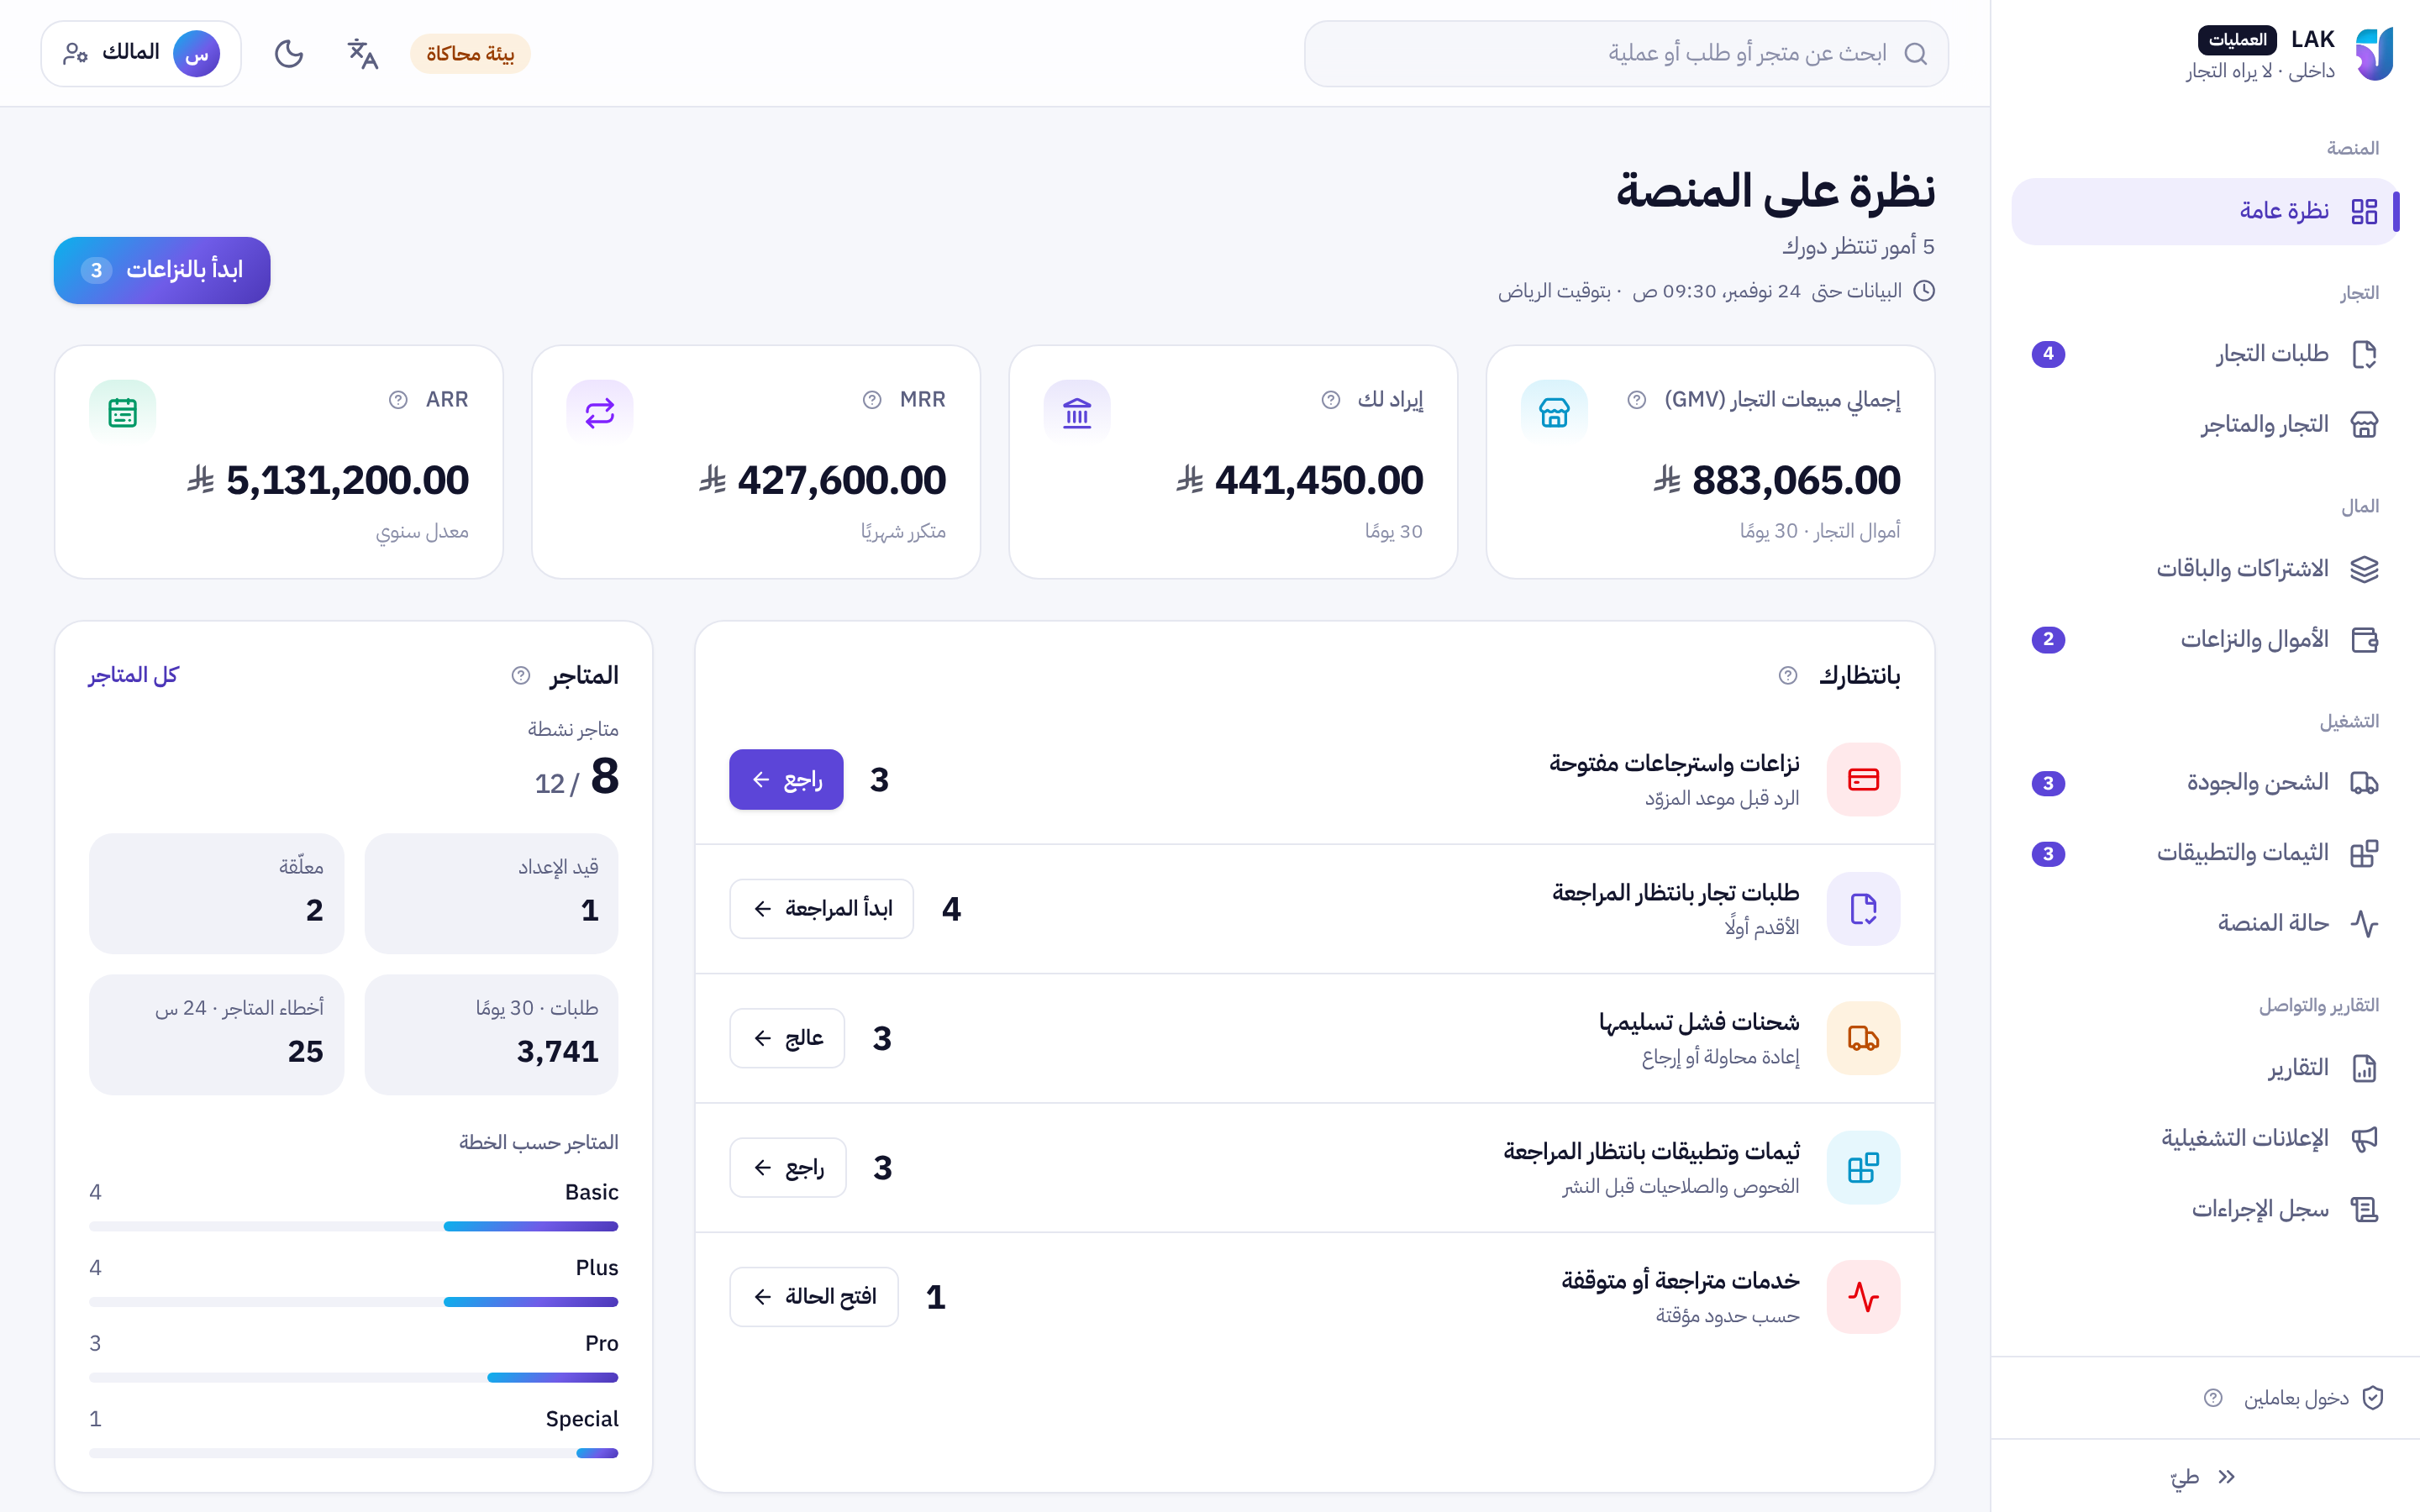 LAK العمليات
داخلي · لا يراه التجار
المنصة
نظرة عامة
التجار
طلبات التجار 4
التجار والمتاجر
المال
الاشتراكات والباقات
الأموال والنزاعات 2
التشغيل
الشحن والجودة 3
الثيمات والتطبيقات 3
حالة المنصة
التقارير والتواصل
التقارير
الإعلانات التشغيلية
سجل الإجراءات
دخول بعاملين
طيّ
ابحث عن متجر أو طلب أو عملية
بيئة محاكاة
س المالك
نظرة على المنصة
5 أمور تنتظر دورك
البيانات حتى 24 نوفمبر، 09:30 ص · بتوقيت الرياض
ابدأ بالنزاعات 3
إجمالي مبيعات التجار (GMV)
883,065.00
أموال التجار · 30 يومًا
إيراد لك
441,450.00
30 يومًا
MRR
427,600.00
متكرر شهريًا
ARR
5,131,200.00
معدل سنوي
بانتظارك
نزاعات واسترجاعات مفتوحة
الرد قبل موعد المزوّد
3 راجع
طلبات تجار بانتظار المراجعة
الأقدم أولًا
4 ابدأ المراجعة
شحنات فشل تسليمها
إعادة محاولة أو إرجاع
3 عالج
ثيمات وتطبيقات بانتظار المراجعة
الفحوص والصلاحيات قبل النشر
3 راجع
خدمات متراجعة أو متوقفة
حسب حدود مؤقتة
1 افتح الحالة
المتاجر
كل المتاجر
متاجر نشطة
8 / 12
قيد الإعداد
1
معلّقة
2
طلبات · 30 يومًا
3,741
أخطاء المتاجر · 24 س
25
المتاجر حسب الخطة
Basic 4
Plus 4
Pro 3
Special 1